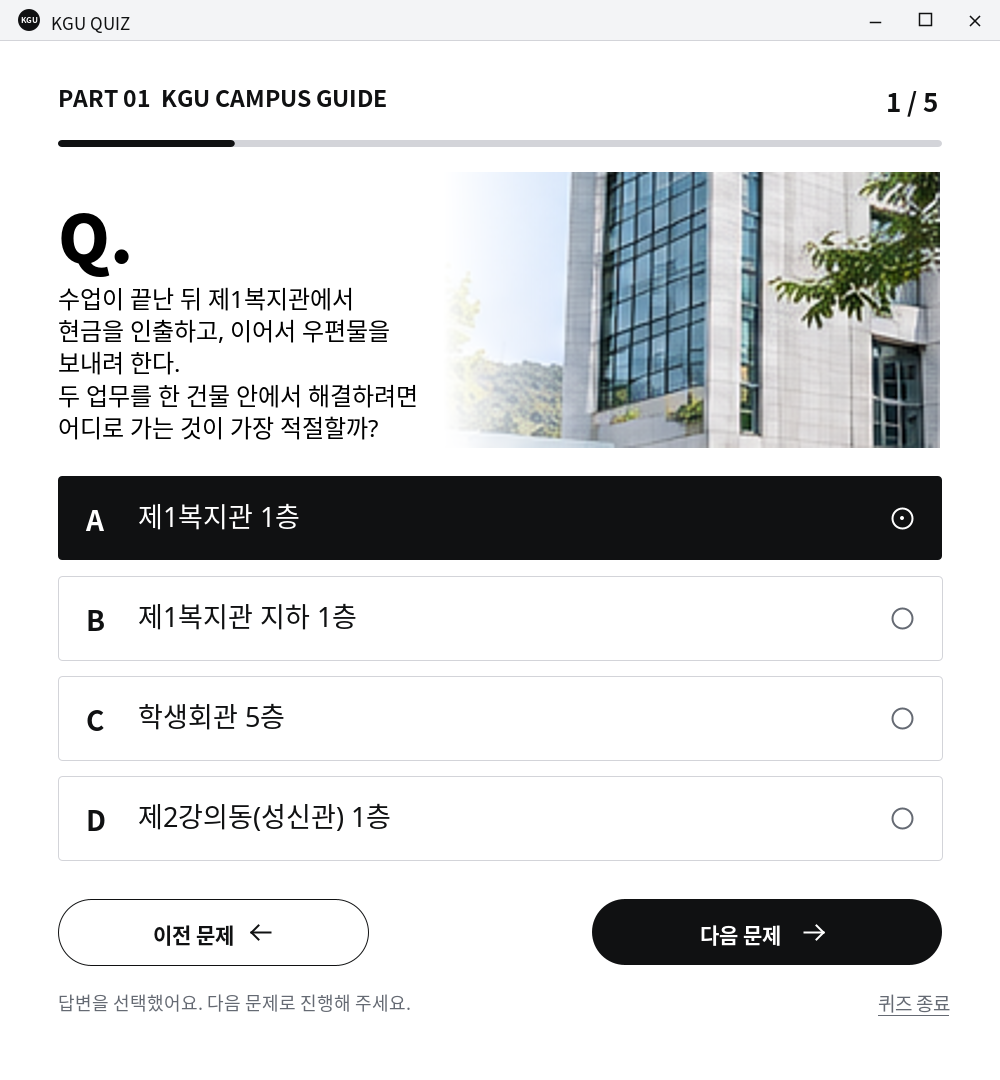 KGU KGU QUIZ
PART 01 KGU CAMPUS GUIDE
1 / 5
Q.
수업이 끝난 뒤 제1복지관에서
현금을 인출하고, 이어서 우편물을
보내려 한다.
두 업무를 한 건물 안에서 해결하려면
어디로 가는 것이 가장 적절할까?
A 제1복지관 1층
B 제1복지관 지하 1층
C 학생회관 5층
D 제2강의동(성신관) 1층
이전 문제 ←
다음 문제 →
답변을 선택했어요. 다음 문제로 진행해 주세요.
퀴즈 종료